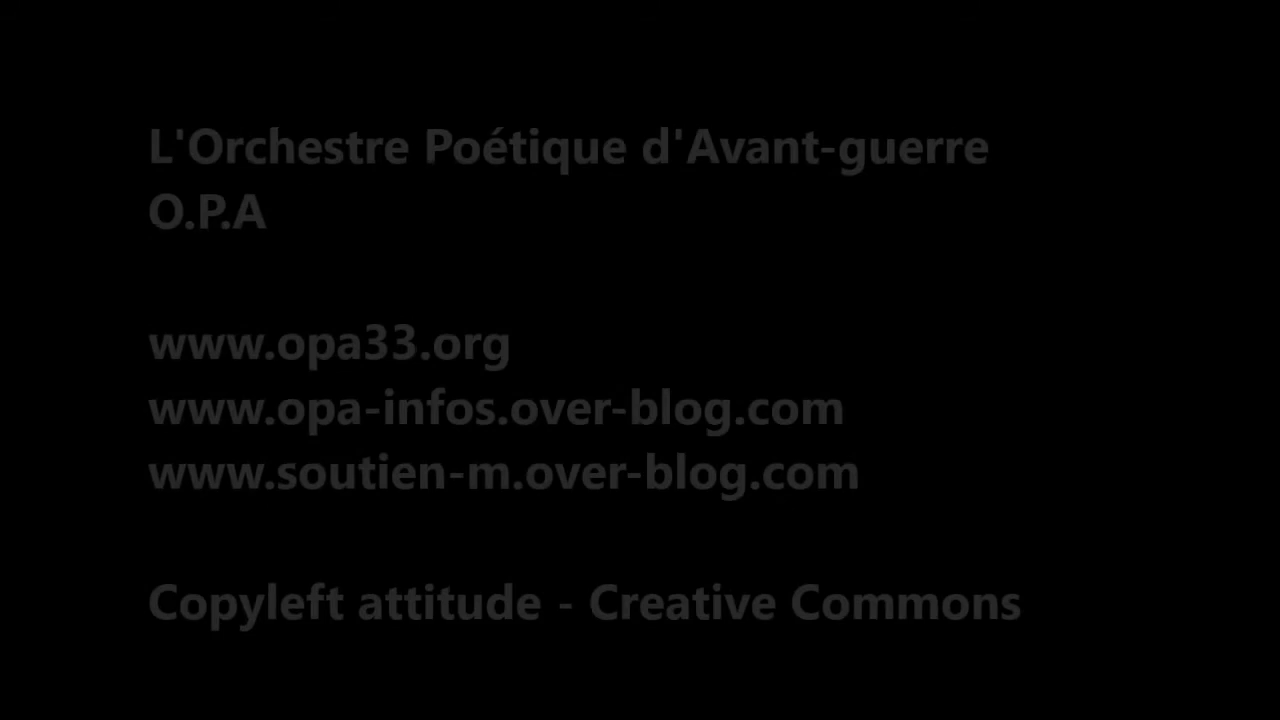 L'Orchestre Poétique d'Avant-guerre
O.P.A
www.opa33.org
www.opa-infos.over-blog.com
www.soutien-m.over-blog.com
Copyleft attitude - Creative Commons